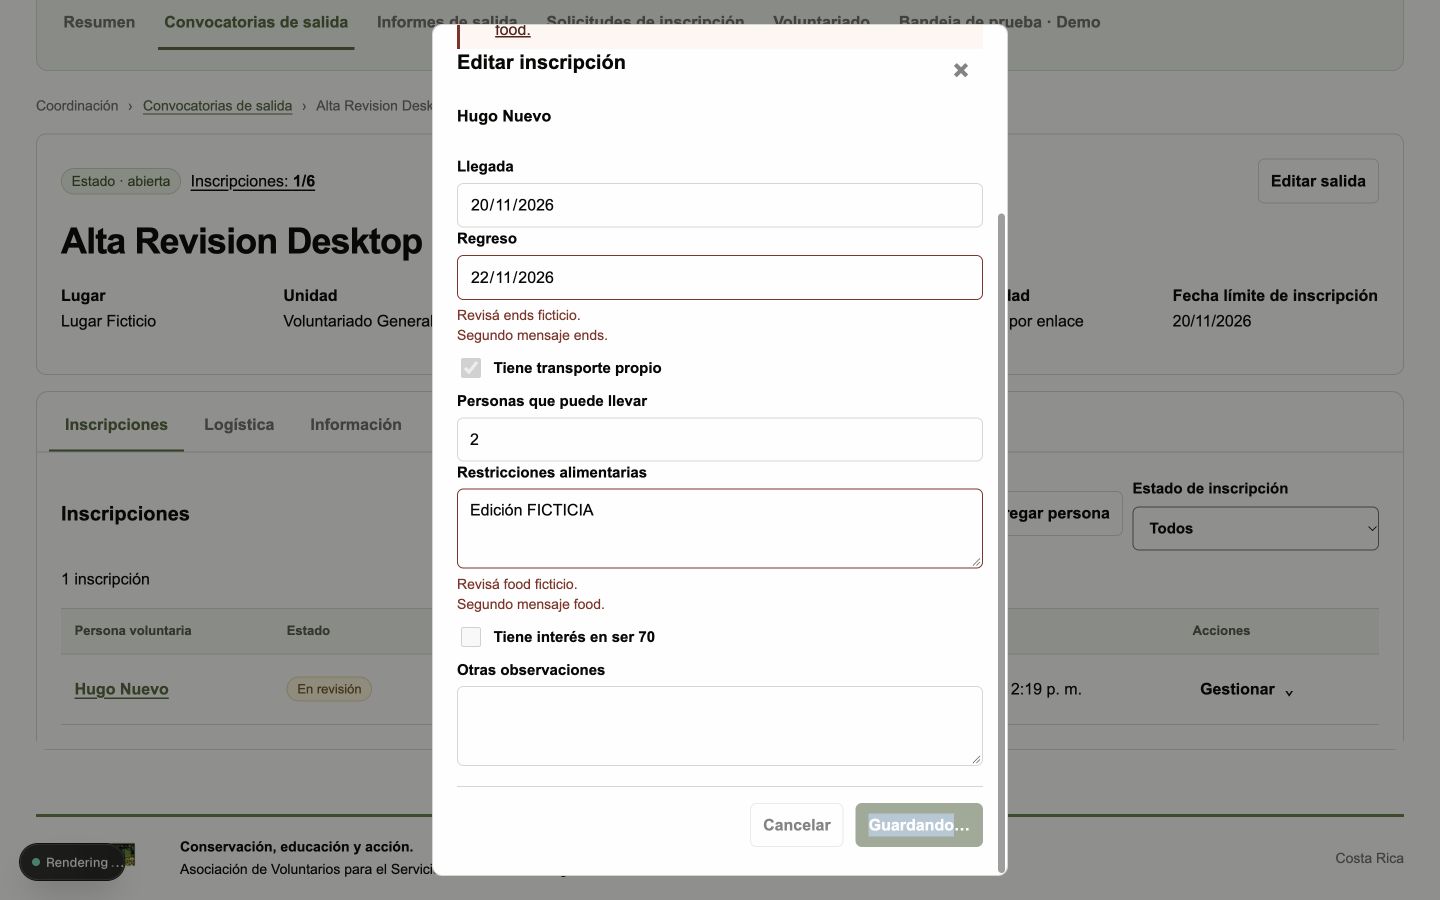 Resumen
Convocatorias de salida
Informes de salida
Solicitudes de inscripción
Voluntariado
Bandeja de prueba · Demo
Coordinación › Convocatorias de salida › Alta Revision Desk
Estado · abierta
Inscripciones: 1/6
Editar salida
Alta Revision Desktop
Lugar
Lugar Ficticio
Unidad
Voluntariado General
por enlace
Fecha límite de inscripción
20/11/2026
Inscripciones
Logística
Información
Inscripciones
regar persona
Estado de inscripción
Todos
1 inscripción
Persona voluntaria
Estado
Acciones
Hugo Nuevo
En revisión
2:19 p. m.
Gestionar
food.
Editar inscripción
Hugo Nuevo
Llegada
20/11/2026
Regreso
22/11/2026
Revisá ends ficticio.
Segundo mensaje ends.
Tiene transporte propio
Personas que puede llevar
2
Restricciones alimentarias
Edición FICTICIA
Revisá food ficticio.
Segundo mensaje food.
Tiene interés en ser 70
Otras observaciones
Cancelar
Guardando...
Conservación, educación y acción.
Asociación de Voluntarios para el Servici
Costa Rica
Rendering ...